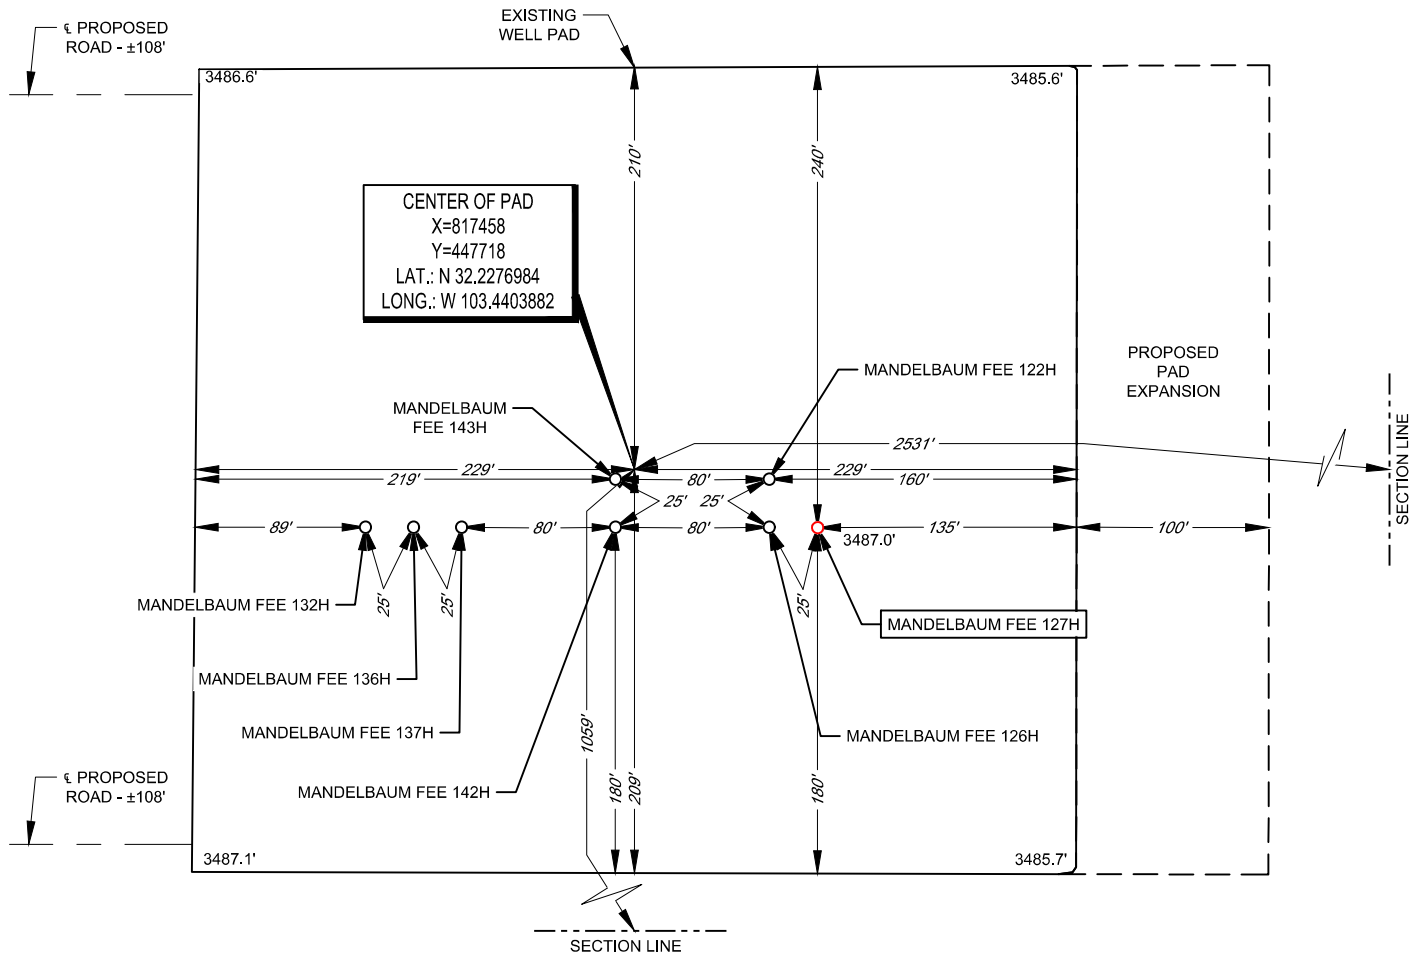 ℄ PROPOSED
ROAD - ±108'
EXISTING
WELL PAD
3486.6'
3485.6'
210'
240'
CENTER OF PAD
X=817458
Y=447718
LAT.: N 32.2276984
LONG.: W 103.4403882
PROPOSED
PAD
EXPANSION
MANDELBAUM FEE 122H
MANDELBAUM
FEE 143H
2531'
SECTION LINE
229'
229'
219'
80'
160'
25'
25'
89'
80'
80'
135'
100'
3487.0'
25'
25'
25'
MANDELBAUM FEE 132H
MANDELBAUM FEE 127H
MANDELBAUM FEE 136H
MANDELBAUM FEE 137H
MANDELBAUM FEE 126H
1059'
℄ PROPOSED
ROAD - ±108'
MANDELBAUM FEE 142H
180'
209'
180'
3487.1'
3485.7'
SECTION LINE